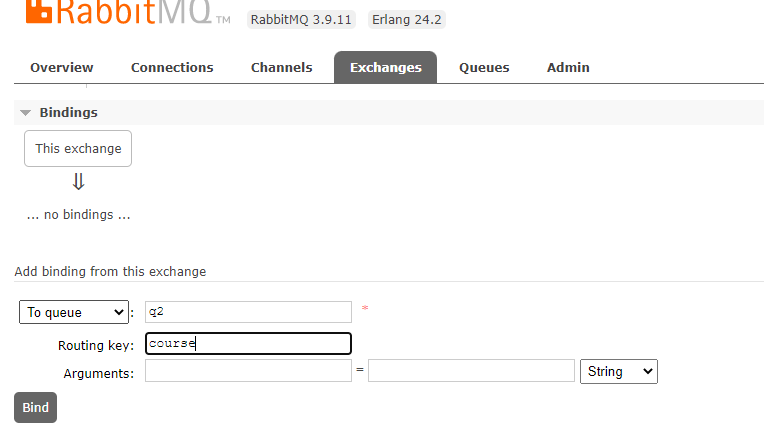 RabbitMQ TM RabbitMQ 3.9.11 Erlang 24.2
Overview Connections Channels Exchanges Queues Admin
Bindings
This exchange
⇓
... no bindings ...
Add binding from this exchange
To queue : q2 *
Routing key: course
Arguments: = String
Bind